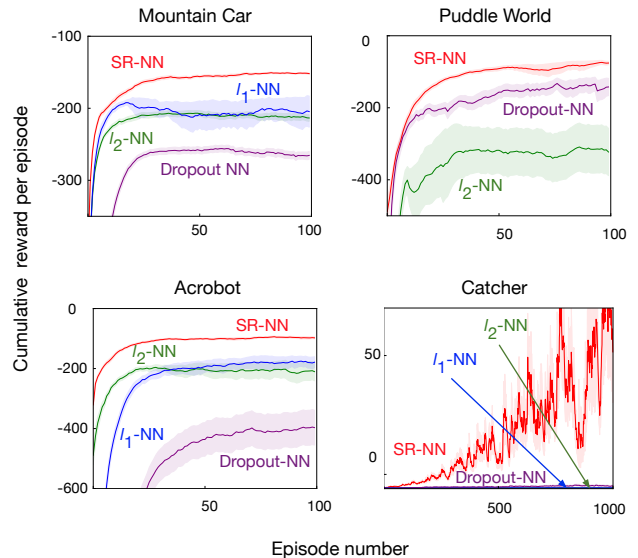 Mountain Car
Puddle World
Cumulative reward per episode
-100
-200
-300
SR-NN
l1-NN
l2-NN
Dropout NN
50
100
0
-200
-400
SR-NN
Dropout-NN
l2-NN
50
100
Acrobot
Catcher
0
-200
-400
-600
SR-NN
l2-NN
l1-NN
Dropout-NN
50
100
50
0
l2-NN
l1-NN
SR-NN
Dropout-NN
500
1000
Episode number